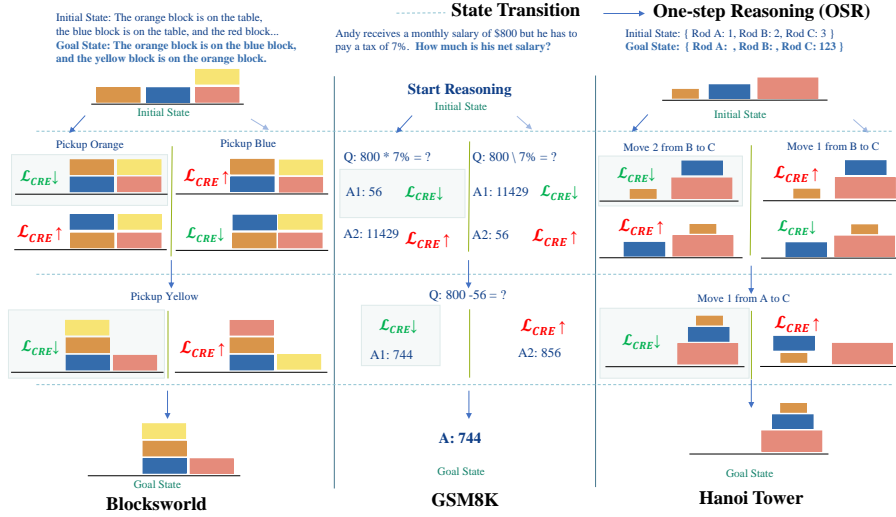 State Transition
One-step Reasoning (OSR)
Initial State: The orange block is on the table,
the blue block is on the table, and the red block...
Goal State: The orange block is on the blue block,
and the yellow block is on the orange block.
Initial State
Pickup Orange
Pickup Blue
ℒCRE↓
ℒCRE↑
ℒCRE↑
ℒCRE↓
Pickup Yellow
ℒCRE↓
ℒCRE↑
Goal State
Blocksworld
Andy receives a monthly salary of $800 but he has to
pay a tax of 7%. How much is his net salary?
Start Reasoning
Initial State
Q: 800 * 7% = ?
Q: 800 \ 7% = ?
A1: 56 ℒCRE↓
A1: 11429 ℒCRE↓
A2: 11429 ℒCRE↑
A2: 56 ℒCRE↑
Q: 800 -56 = ?
ℒCRE↓
ℒCRE↑
A1: 744
A2: 856
A: 744
Goal State
GSM8K
Initial State: { Rod A: 1, Rod B: 2, Rod C: 3 }
Goal State: { Rod A: , Rod B: , Rod C: 123 }
Initial State
Move 2 from B to C
Move 1 from B to C
ℒCRE↓
ℒCRE↑
ℒCRE↑
ℒCRE↓
Move 1 from A to C
ℒCRE↓
ℒCRE↑
Goal State
Hanoi Tower